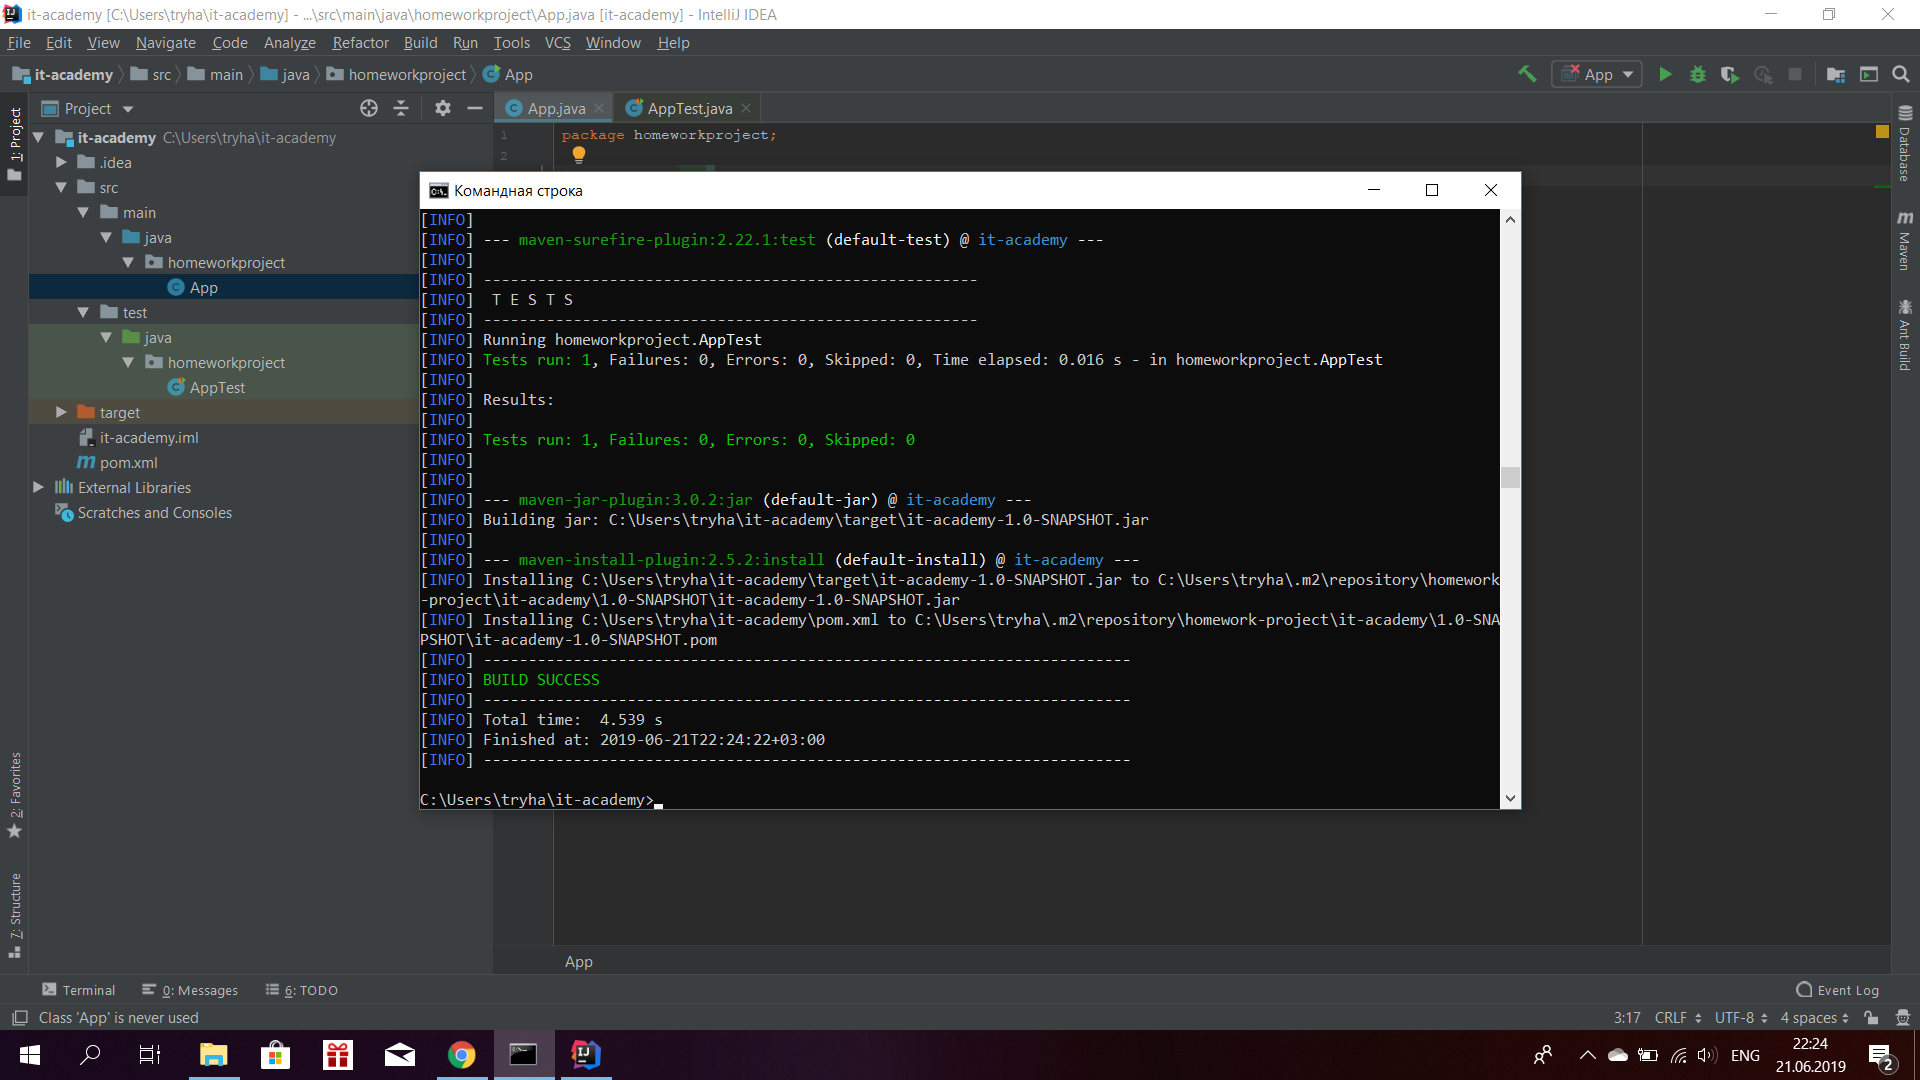 it-academy [C:\Users\tryha\it-academy] - ...\src\main\java\homeworkproject\App.java [it-academy] - IntelliJ IDEA
File Edit View Navigate Code Analyze Refactor Build Run Tools VCS Window Help
it-academy src main java homeworkproject App
App
Project
App.java
AppTest.java
1: Project
it-academy C:\Users\tryha\it-academy
.idea
src
main
java
homeworkproject
App
test
java
homeworkproject
AppTest
target
it-academy.iml
pom.xml
External Libraries
Scratches and Consoles
1 package homeworkproject;
2
Командная строка
[INFO]
[INFO] --- maven-surefire-plugin:2.22.1:test (default-test) @ it-academy ---
[INFO]
[INFO] -------------------------------------------------------
[INFO]  T E S T S
[INFO] -------------------------------------------------------
[INFO] Running homeworkproject.AppTest
[INFO] Tests run: 1, Failures: 0, Errors: 0, Skipped: 0, Time elapsed: 0.016 s - in homeworkproject.AppTest
[INFO]
[INFO] Results:
[INFO]
[INFO] Tests run: 1, Failures: 0, Errors: 0, Skipped: 0
[INFO]
[INFO]
[INFO] --- maven-jar-plugin:3.0.2:jar (default-jar) @ it-academy ---
[INFO] Building jar: C:\Users\tryha\it-academy\target\it-academy-1.0-SNAPSHOT.jar
[INFO]
[INFO] --- maven-install-plugin:2.5.2:install (default-install) @ it-academy ---
[INFO] Installing C:\Users\tryha\it-academy\target\it-academy-1.0-SNAPSHOT.jar to C:\Users\tryha\.m2\repository\homework
-project\it-academy\1.0-SNAPSHOT\it-academy-1.0-SNAPSHOT.jar
[INFO] Installing C:\Users\tryha\it-academy\pom.xml to C:\Users\tryha\.m2\repository\homework-project\it-academy\1.0-SNA
PSHOT\it-academy-1.0-SNAPSHOT.pom
[INFO] ------------------------------------------------------------------------
[INFO] BUILD SUCCESS
[INFO] ------------------------------------------------------------------------
[INFO] Total time:  4.539 s
[INFO] Finished at: 2019-06-21T22:24:22+03:00
[INFO] ------------------------------------------------------------------------
C:\Users\tryha\it-academy>
Database
Maven
Ant Build
2: Favorites
7: Structure
App
Terminal
0: Messages
6: TODO
Event Log
Class 'App' is never used
3:17 CRLF UTF-8 4 spaces
ENG
22:24
21.06.2019
2